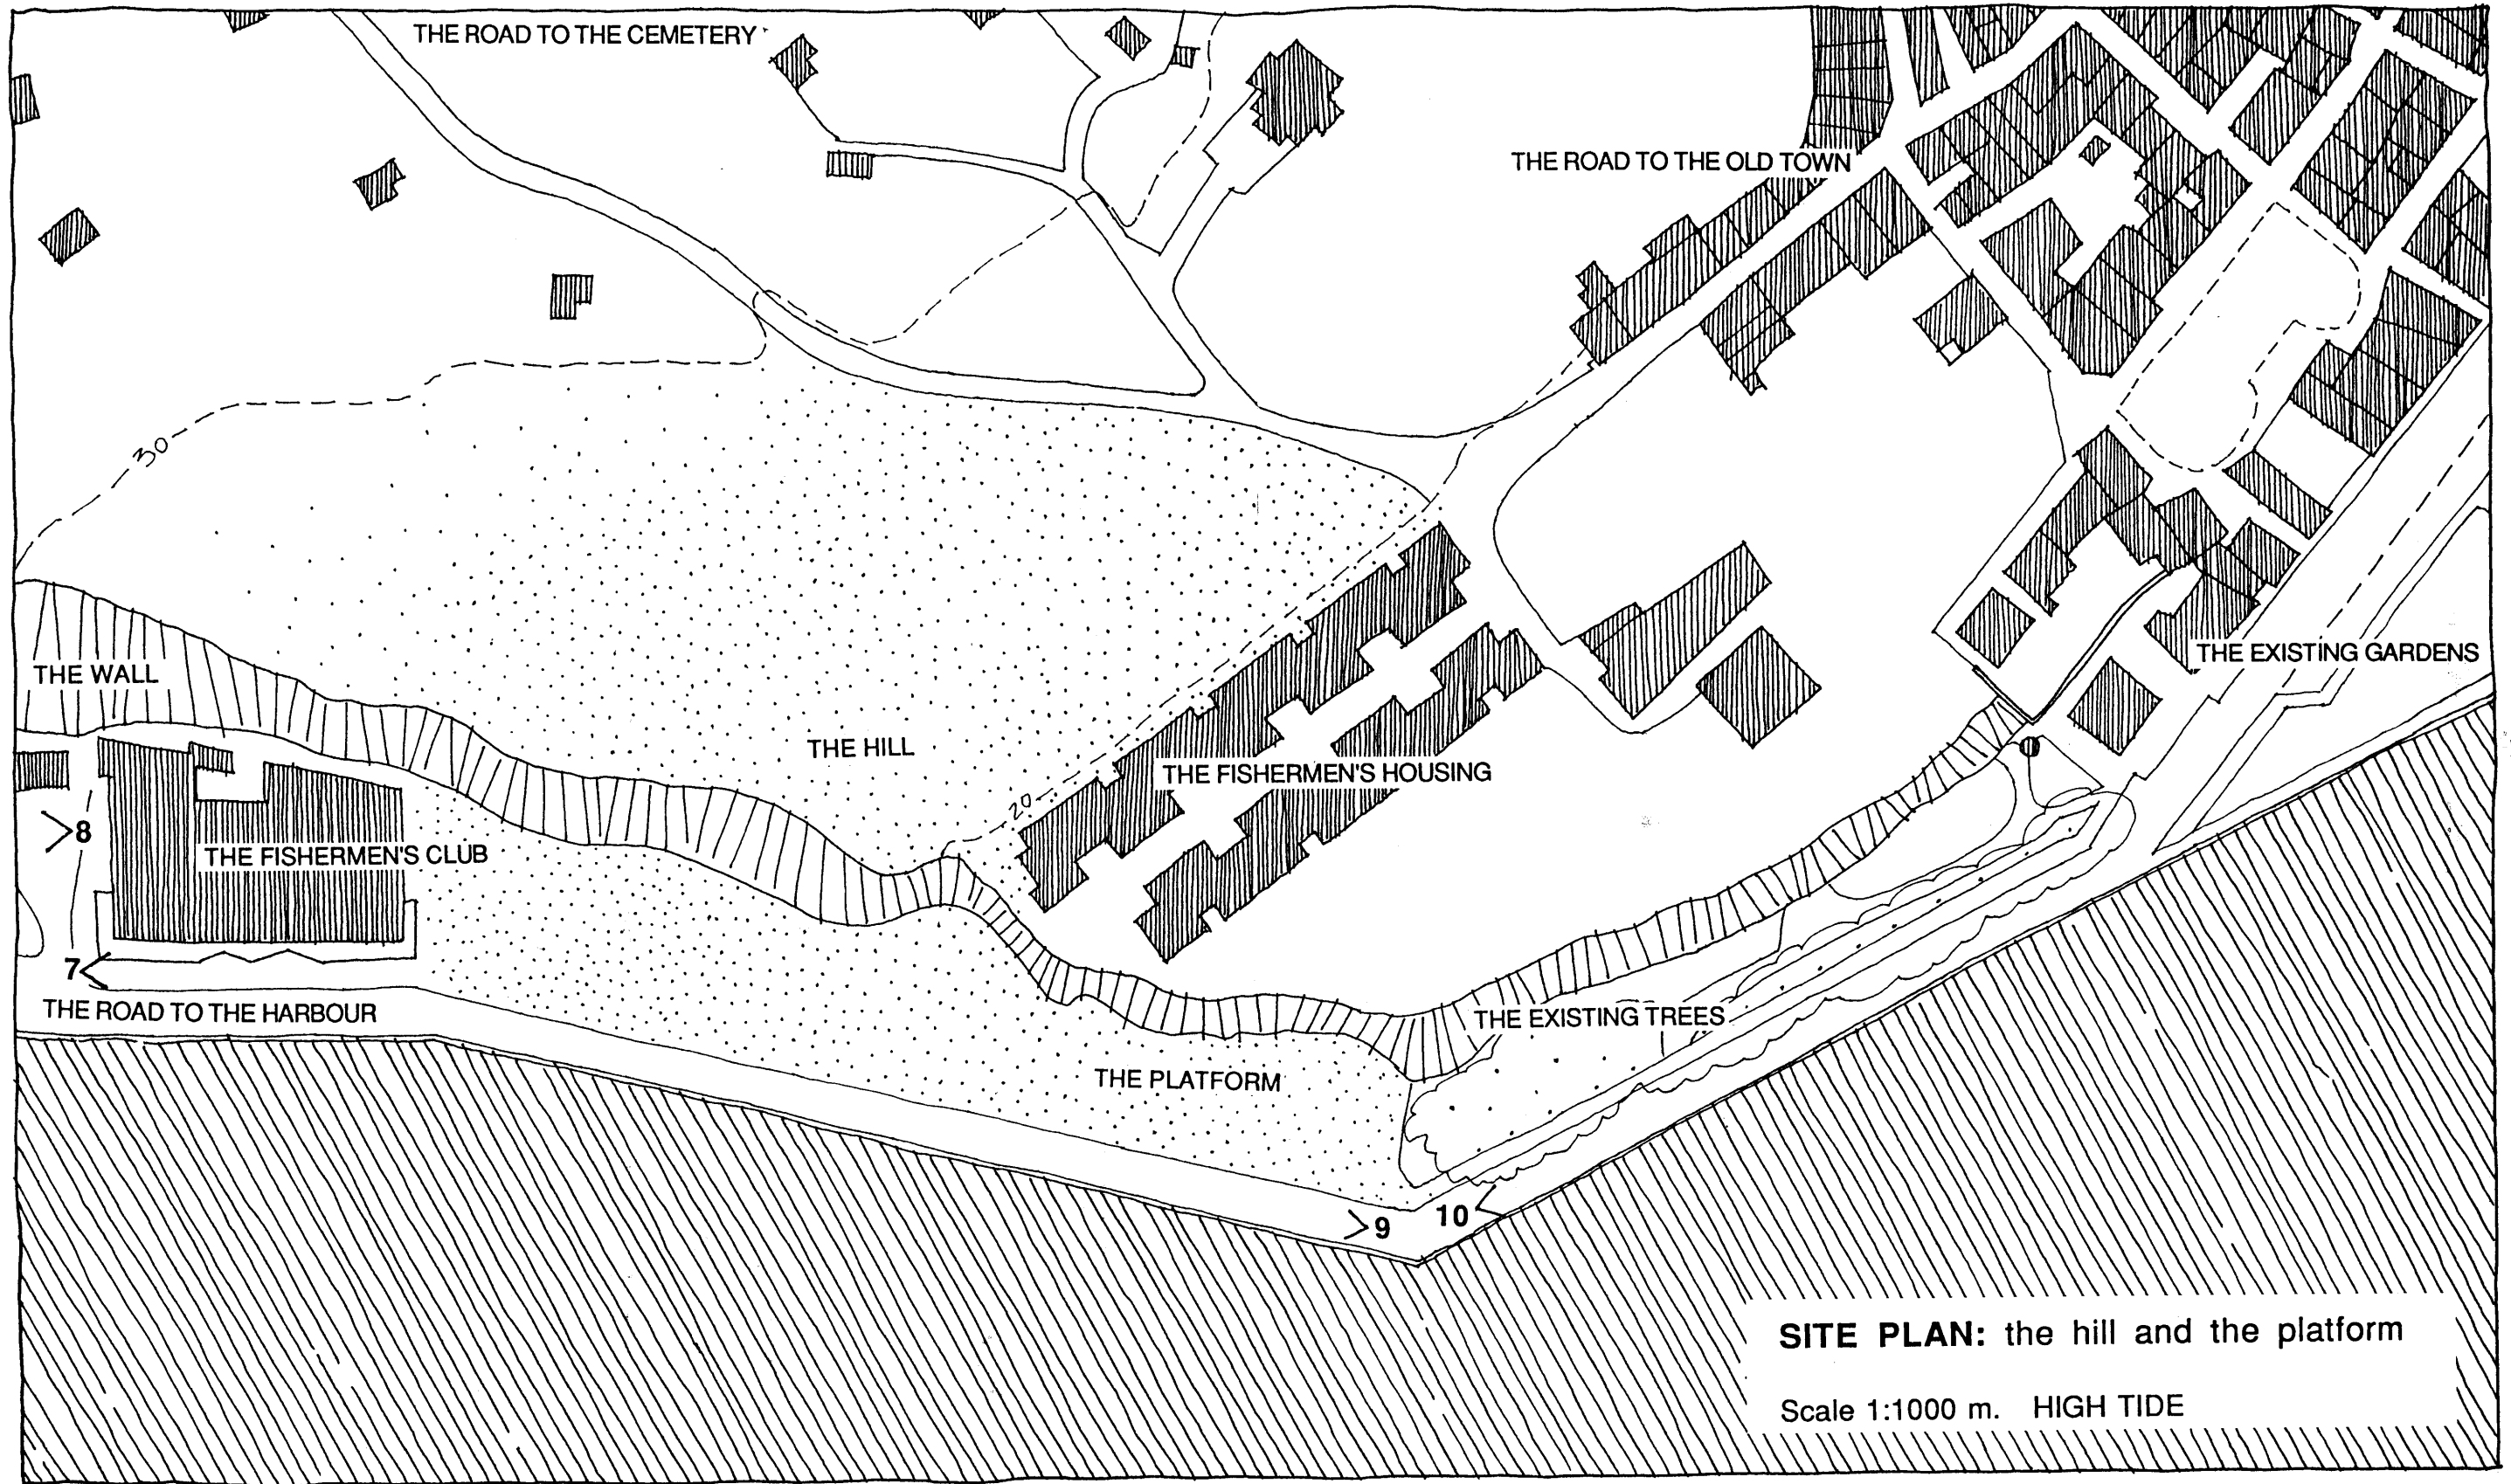 THE ROAD TO THE CEMETERY
THE ROAD TO THE OLD TOWN
30
THE WALL
THE EXISTING GARDENS
THE HILL
THE FISHERMEN'S HOUSING
20
8
THE FISHERMEN'S CLUB
7
THE ROAD TO THE HARBOUR
THE EXISTING TREES
THE PLATFORM
9
10
SITE PLAN: the hill and the platform
Scale 1:1000 m. HIGH TIDE